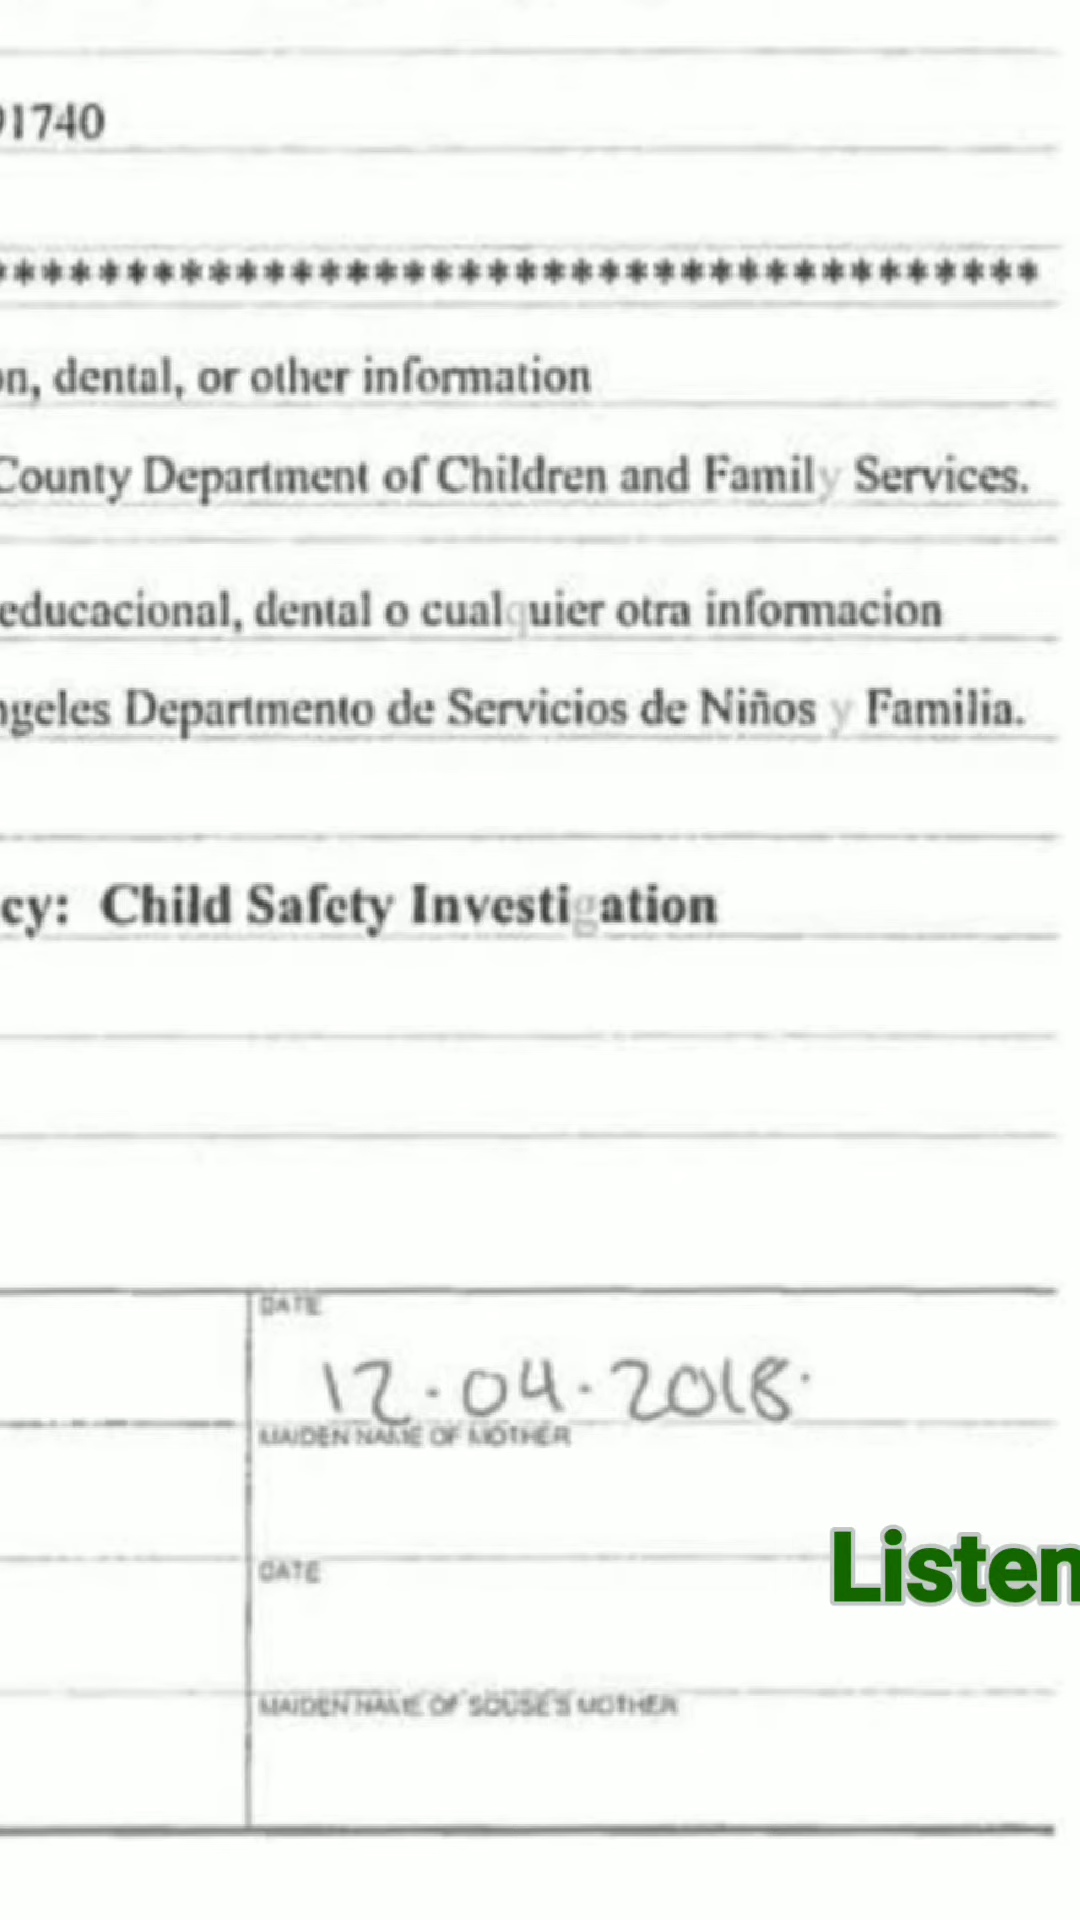 91740
**************************************
on, dental, or other information
County Department of Children and Family Services.
educacional, dental o cualquier otra informacion
ngeles Departmento de Servicios de Niños y Familia.
cy: Child Safety Investigation
DATE
12.04.2018.
MAIDEN NAME OF MOTHER
DATE
Listen
MAIDEN NAME OF SOUSE'S MOTHER